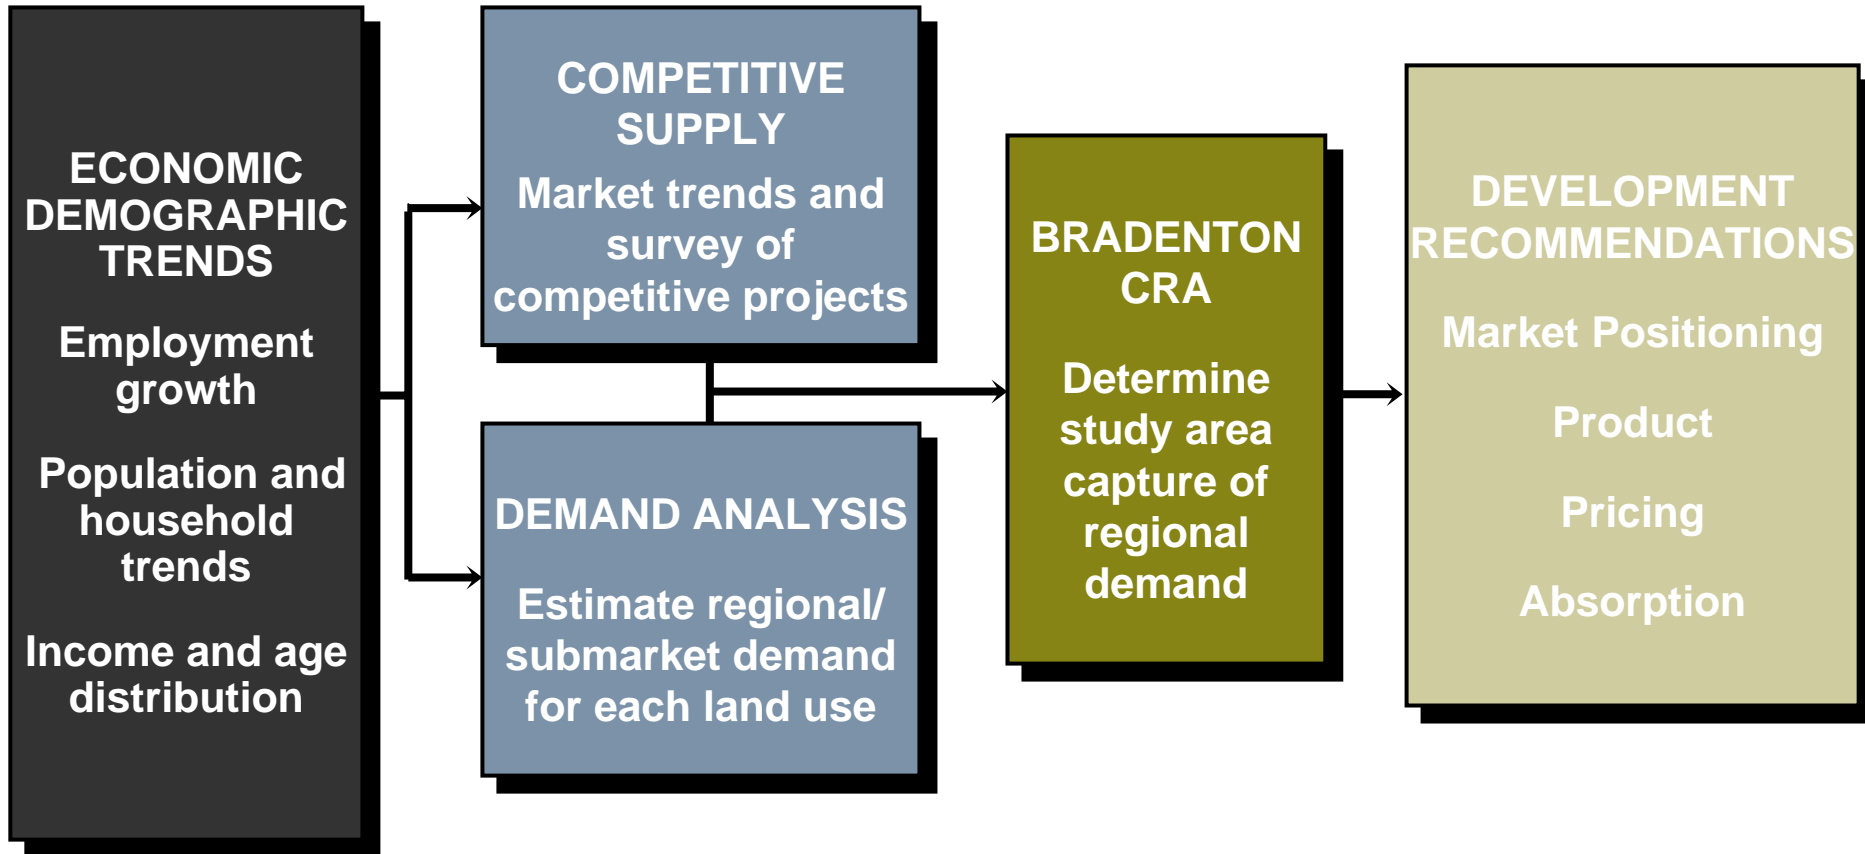 ECONOMIC
DEMOGRAPHIC
TRENDS
Employment
growth
Population and
household
trends
Income and age
distribution
COMPETITIVE
SUPPLY
Market trends and
survey of
competitive projects
DEMAND ANALYSIS
Estimate regional/
submarket demand
for each land use
BRADENTON
CRA
Determine
study area
capture of
regional
demand
DEVELOPMENT
RECOMMENDATIONS
Market Positioning
Product
Pricing
Absorption